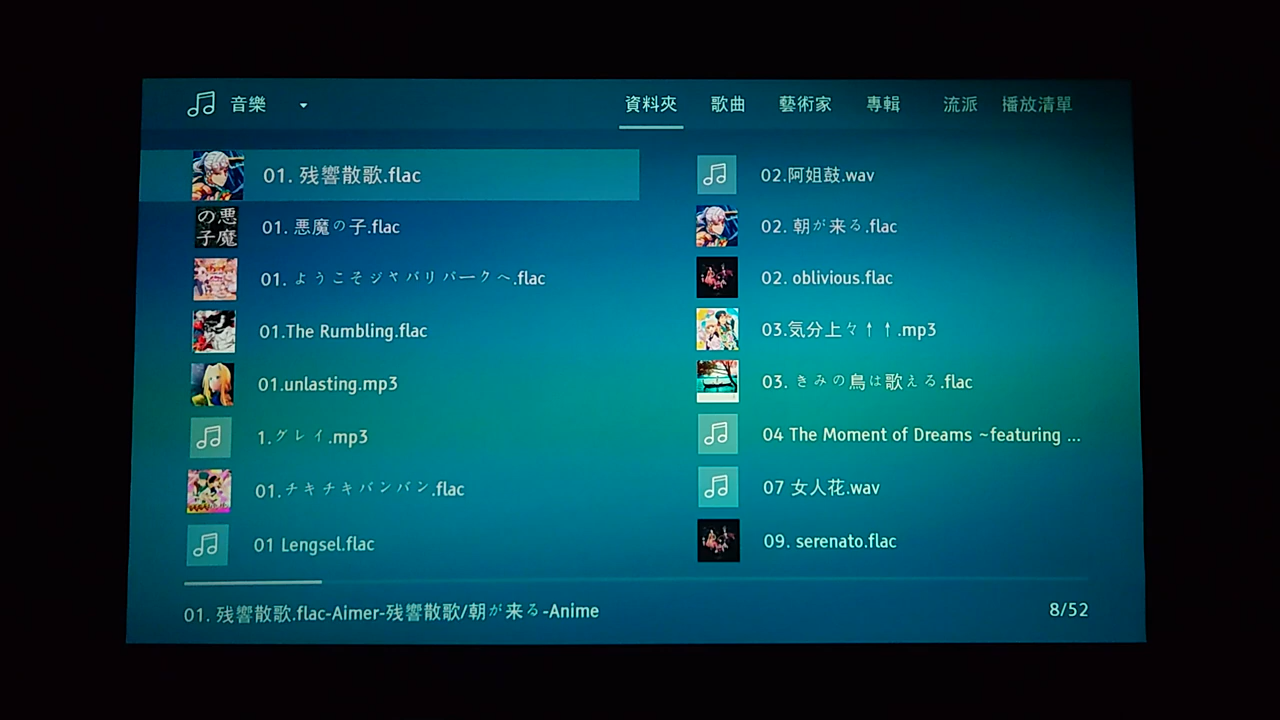 音樂
資料夾 歌曲 藝術家 專輯 流派 播放清單
01. 残響散歌.flac
の悪
子魔
01. 悪魔の子.flac
01. ようこそジャパリパークへ.flac
01.The Rumbling.flac
01.unlasting.mp3
1.グレイ.mp3
01.チキチキバンバン.flac
01 Lengsel.flac
02.阿姐鼓.wav
02. 朝が来る.flac
02. oblivious.flac
03.気分上々↑↑.mp3
03. きみの鳥は歌える.flac
04 The Moment of Dreams ~featuring ...
07 女人花.wav
09. serenato.flac
01. 残響散歌.flac-Aimer-残響散歌/朝が来る-Anime
8/52